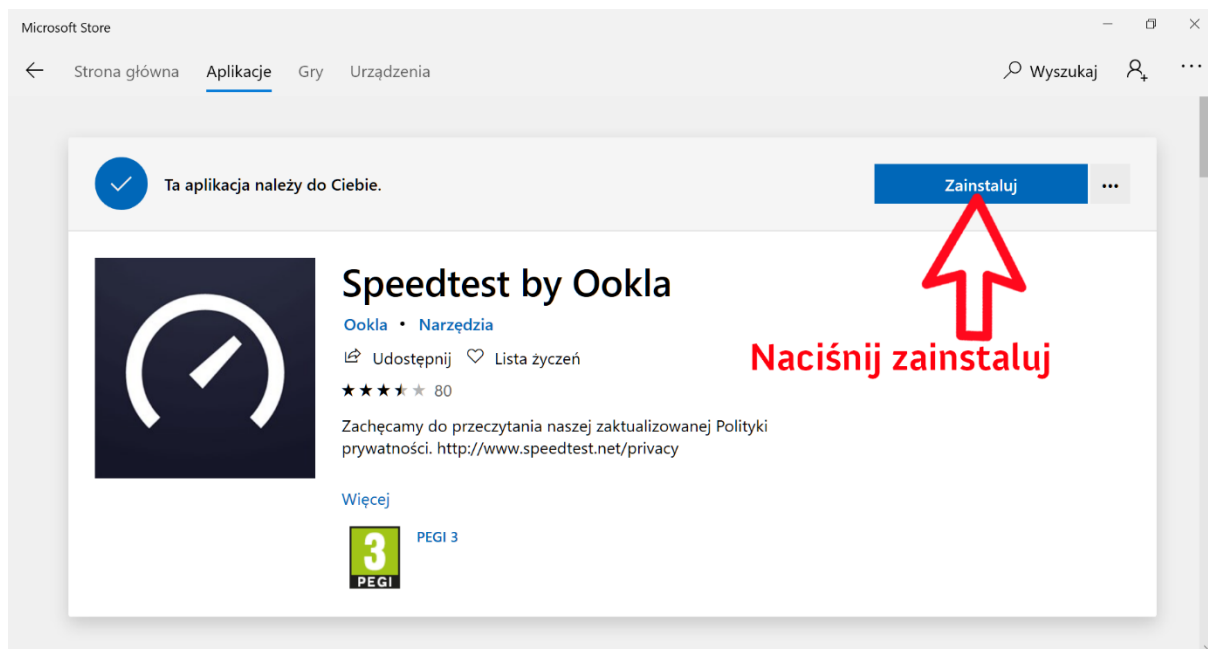 Microsoft Store
Strona główna Aplikacje Gry Urządzenia Wyszukaj
Ta aplikacja należy do Ciebie. Zainstaluj
Speedtest by Ookla
Ookla • Narzędzia
Udostępnij Lista życzeń
80
Naciśnij zainstaluj
Zachęcamy do przeczytania naszej zaktualizowanej Polityki
prywatności. http://www.speedtest.net/privacy
Więcej
3 PEGI 3
PEGI